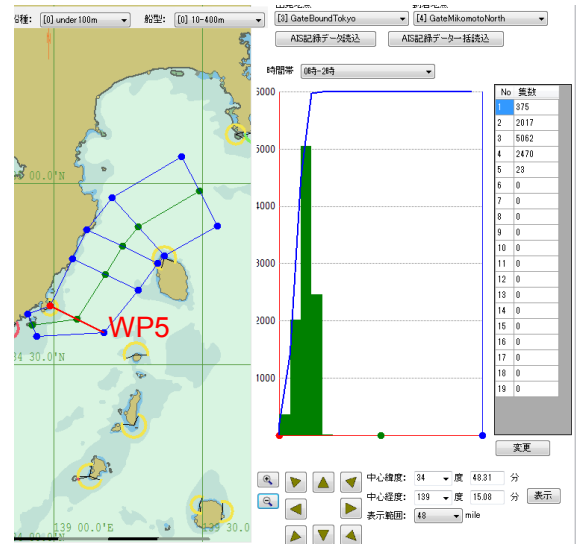 船種: [0] under100m 船型: [0] 10-400m
[3] GateBoundTokyo [4] GateMikomotoNorth
AIS記録データ読込 AIS記録データー括読込
時間帯 0時-2時
No 隻数
1 375
2 2017
3 5062
4 2470
5 23
6 0
7 0
8 0
9 0
10 0
11 0
12 0
13 0
14 0
15 0
16 0
17 0
18 0
19 0
5000
4000
3000
2000
1000
00.0'N
WP5
34 30.0'N
139 00.0'E
139 30.0
変更
中心緯度: 34 度 48.31 分
中心経度: 139 度 15.08 分 表示
表示範囲: 48 mile